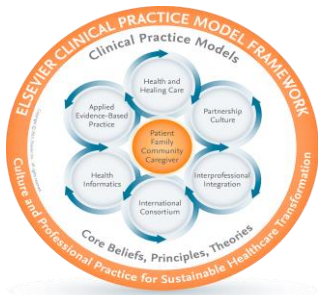 ELSEVIER CLINICAL PRACTICE MODEL FRAMEWORK
Clinical Practice Models
Health and
Healing Care
Applied
Evidence-Based
Practice
Partnership
Culture
Patient
Family
Community
Caregiver
Health
Informatics
Interprofessional
Integration
International
Consortium
Core Beliefs, Principles, Theories
Culture and Professional Practice for Sustainable Healthcare Transformation